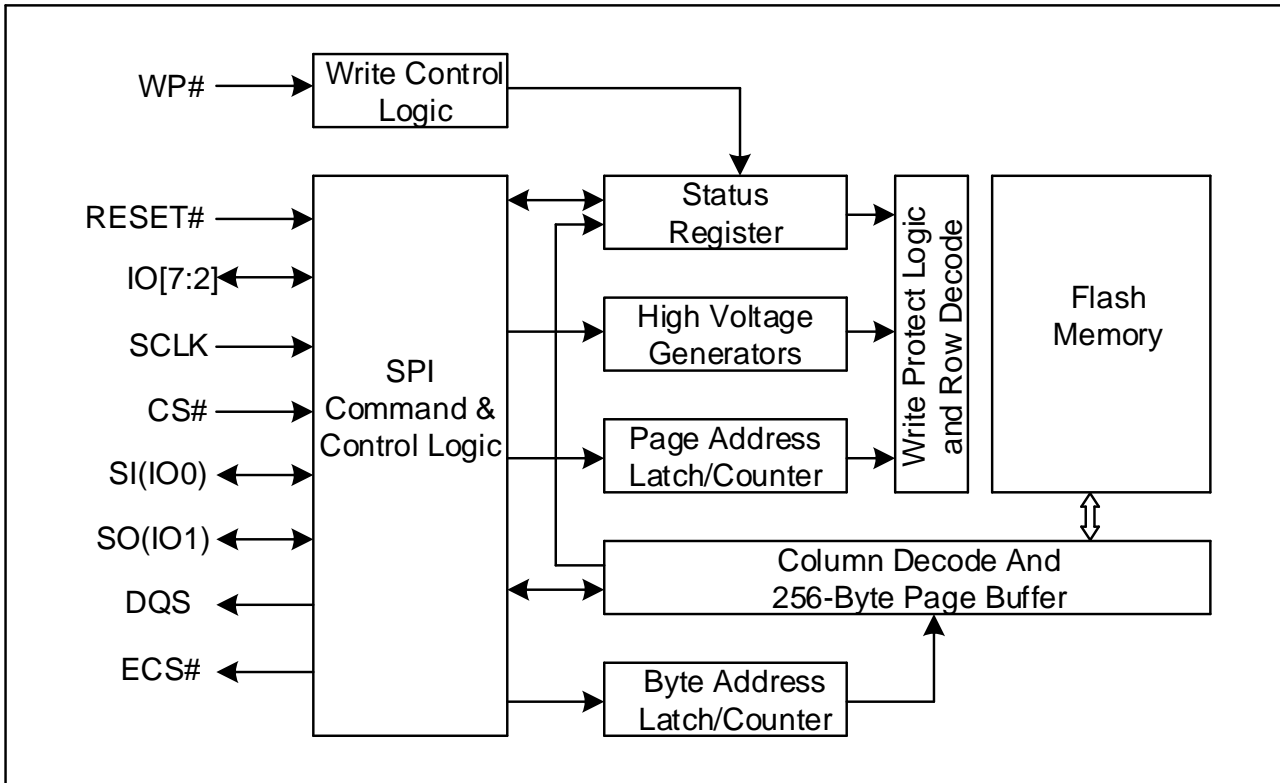 WP#
Write Control
Logic
RESET#
IO[7:2]
SCLK
CS#
SI(IO0)
SO(IO1)
DQS
ECS#
SPI
Command &
Control Logic
Status
Register
High Voltage
Generators
Page Address
Latch/Counter
Write Protect Logic
and Row Decode
Flash
Memory
Column Decode And
256-Byte Page Buffer
Byte Address
Latch/Counter